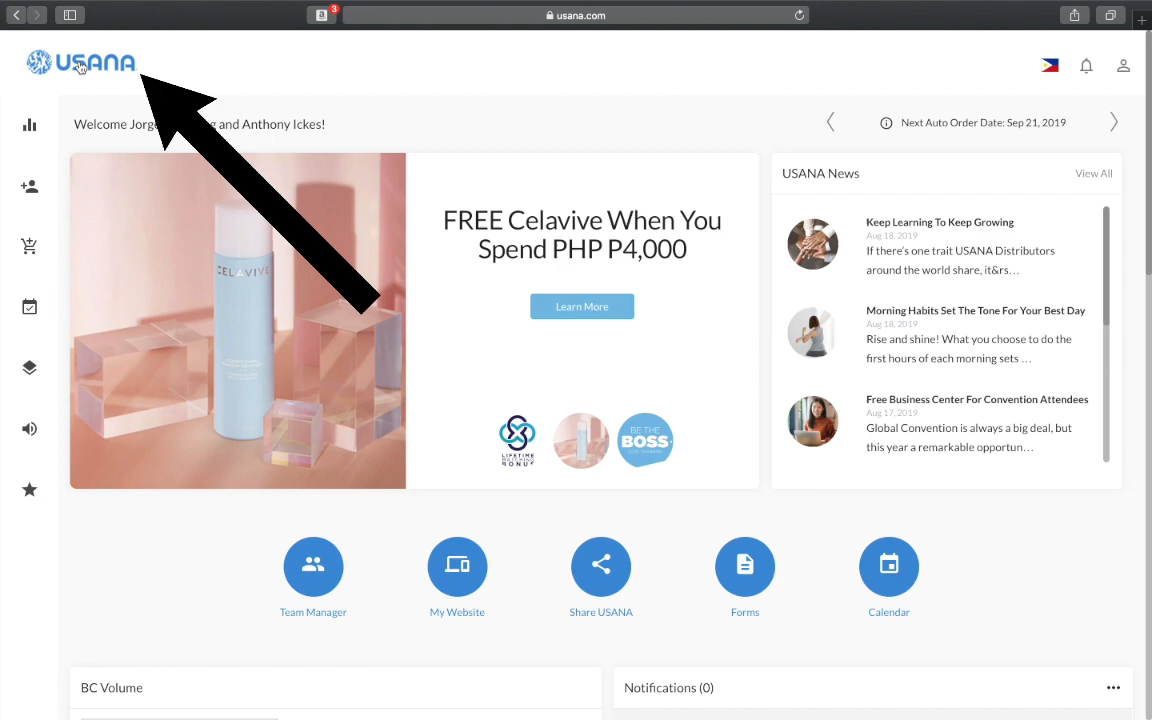 3
usana.com
USANA
Welcome Jorg g and Anthony Ickes!
Next Auto Order Date: Sep 21, 2019
CELAVIVE
FREE Celavive When You
Spend PHP P4,000
Learn More
LIFETIME
MATCHING
BONUS
BE THE
BOSS
USANA News
View All
Keep Learning To Keep Growing
Aug 18, 2019
If there's one trait USANA Distributors
around the world share, it&rs…
Morning Habits Set The Tone For Your Best Day
Aug 18, 2019
Rise and shine! What you choose to do the
first hours of each morning sets …
Free Business Center For Convention Attendees
Aug 17, 2019
Global Convention is always a big deal, but
this year a remarkable opportun…
Team Manager
My Website
Share USANA
Forms
Calendar
BC Volume
Notifications (0)